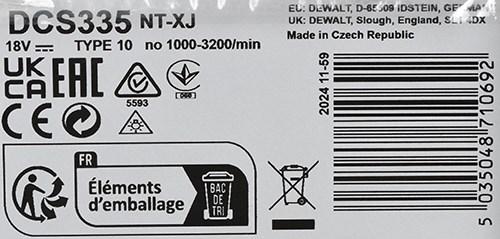 DCS335 NT-XJ
18V⎓ TYPE 10 no 1000-3200/min
EU: DEWALT, D-65509 IDSTEIN, GERMANY
UK: DEWALT, Slough, England, SL1 4DX
Made in Czech Republic
UK CA EAC
5593
CE
FR
Éléments
d'emballage
BAC
DE
TRI
2024 11-59
5 035048 710692